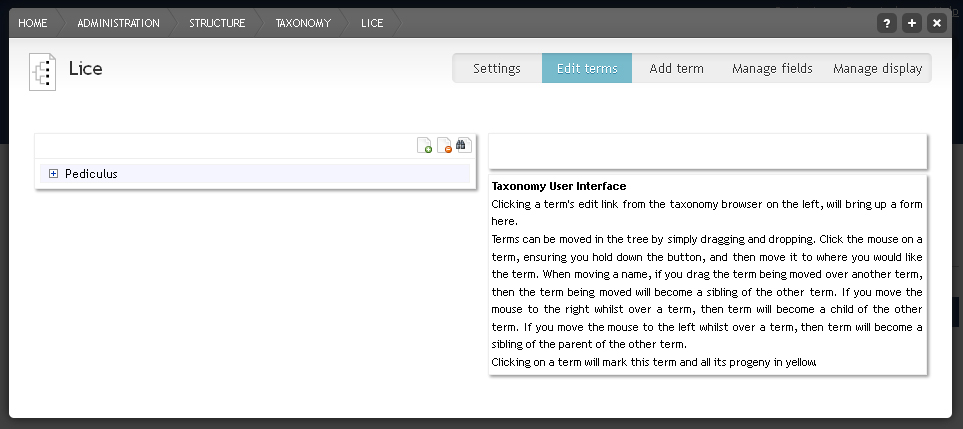 HOME ADMINISTRATION STRUCTURE TAXONOMY LICE
? + ×
Lice
Settings Edit terms Add term Manage fields Manage display
Pediculus
Taxonomy User Interface
Clicking a term's edit link from the taxonomy browser on the left, will bring up a form
here.
Terms can be moved in the tree by simply dragging and dropping. Click the mouse on a
term, ensuring you hold down the button, and then move it to where you would like
the term. When moving a name, if you drag the term being moved over another term,
then the term being moved will become a sibling of the other term. If you move the
mouse to the right whilst over a term, then term will become a child of the other
term. If you move the mouse to the left whilst over a term, then term will become a
sibling of the parent of the other term.
Clicking on a term will mark this term and all its progeny in yellow.